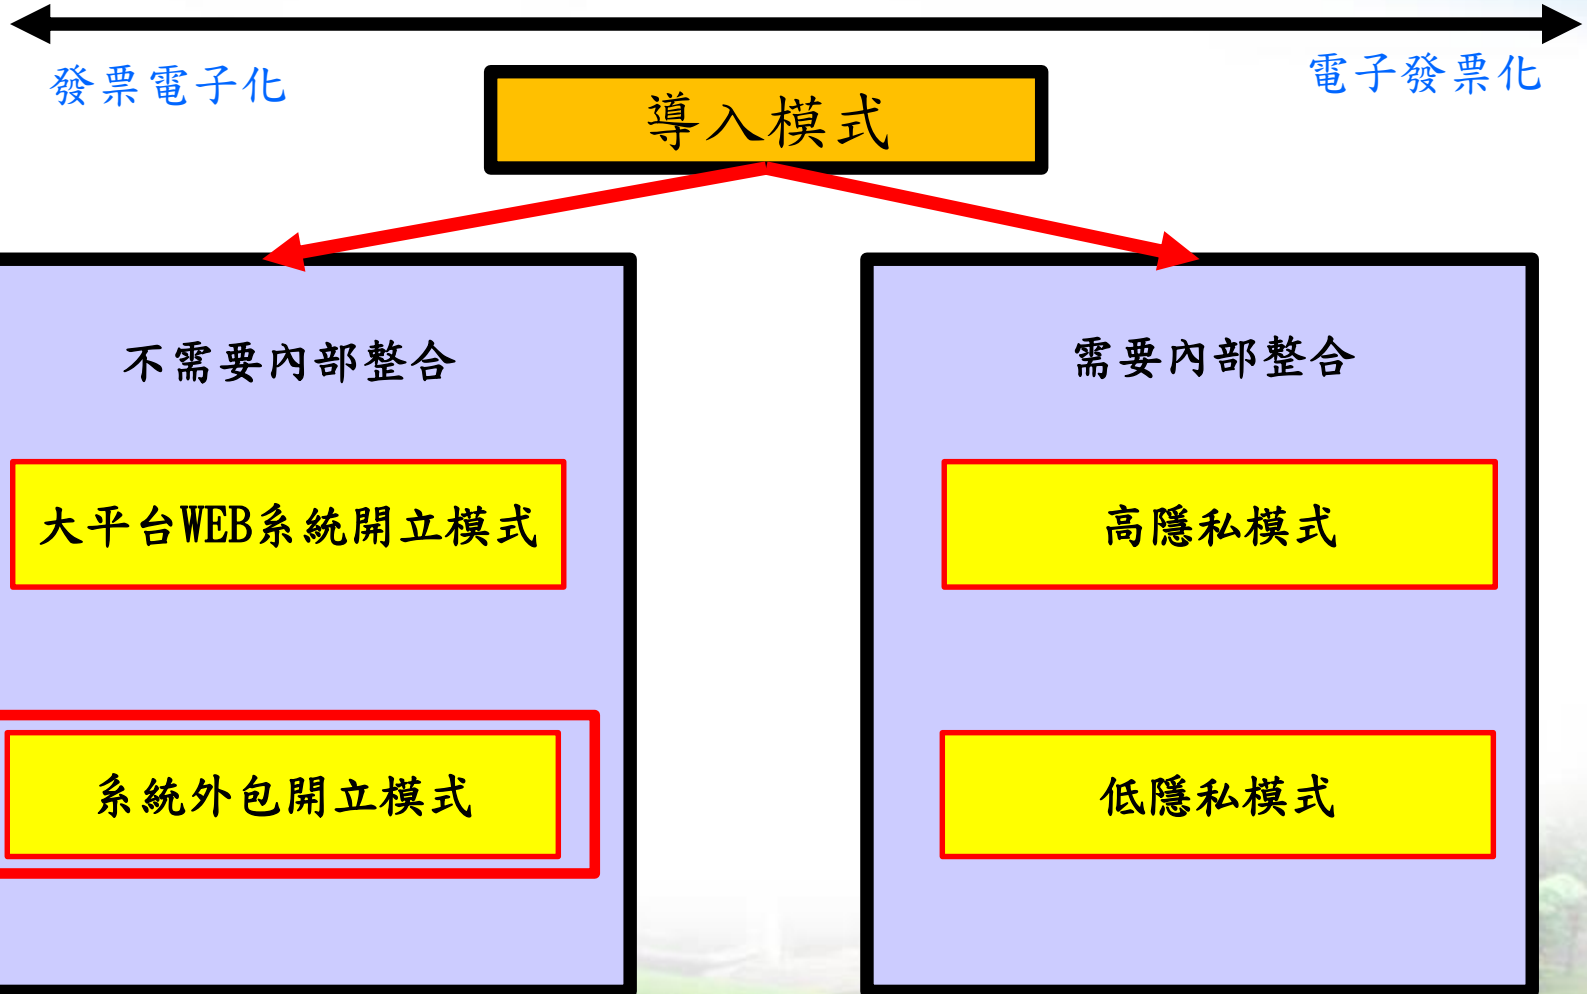 發票電子化
電子發票化
導入模式
不需要內部整合
需要內部整合
大平台WEB系統開立模式
高隱私模式
系統外包開立模式
低隱私模式